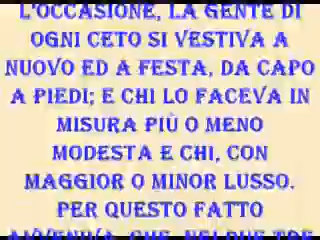 L'OCCASIONE, LA GENTE DI
OGNI CETO SI VESTIVA A
NUOVO ED A FESTA, DA CAPO
A PIEDI; E CHI LO FACEVA IN
MISURA PIÙ O MENO
MODESTA E CHI, CON
MAGGIOR O MINOR LUSSO.
PER QUESTO FATTO